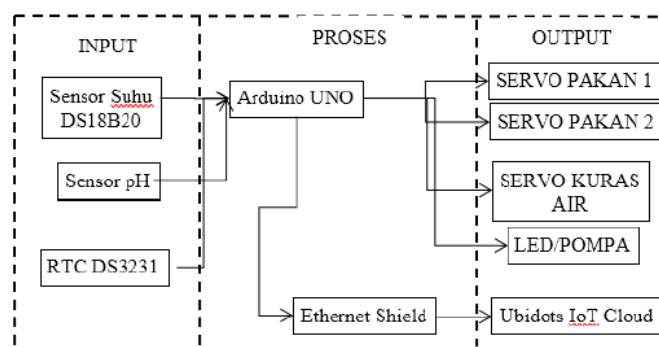 INPUT
Sensor Suhu
DS18B20
Sensor pH
RTC DS3231
PROSES
Arduino UNO
Ethernet Shield
OUTPUT
SERVO PAKAN 1
SERVO PAKAN 2
SERVO KURAS
AIR
LED/POMPA
Ubidots IoT Cloud